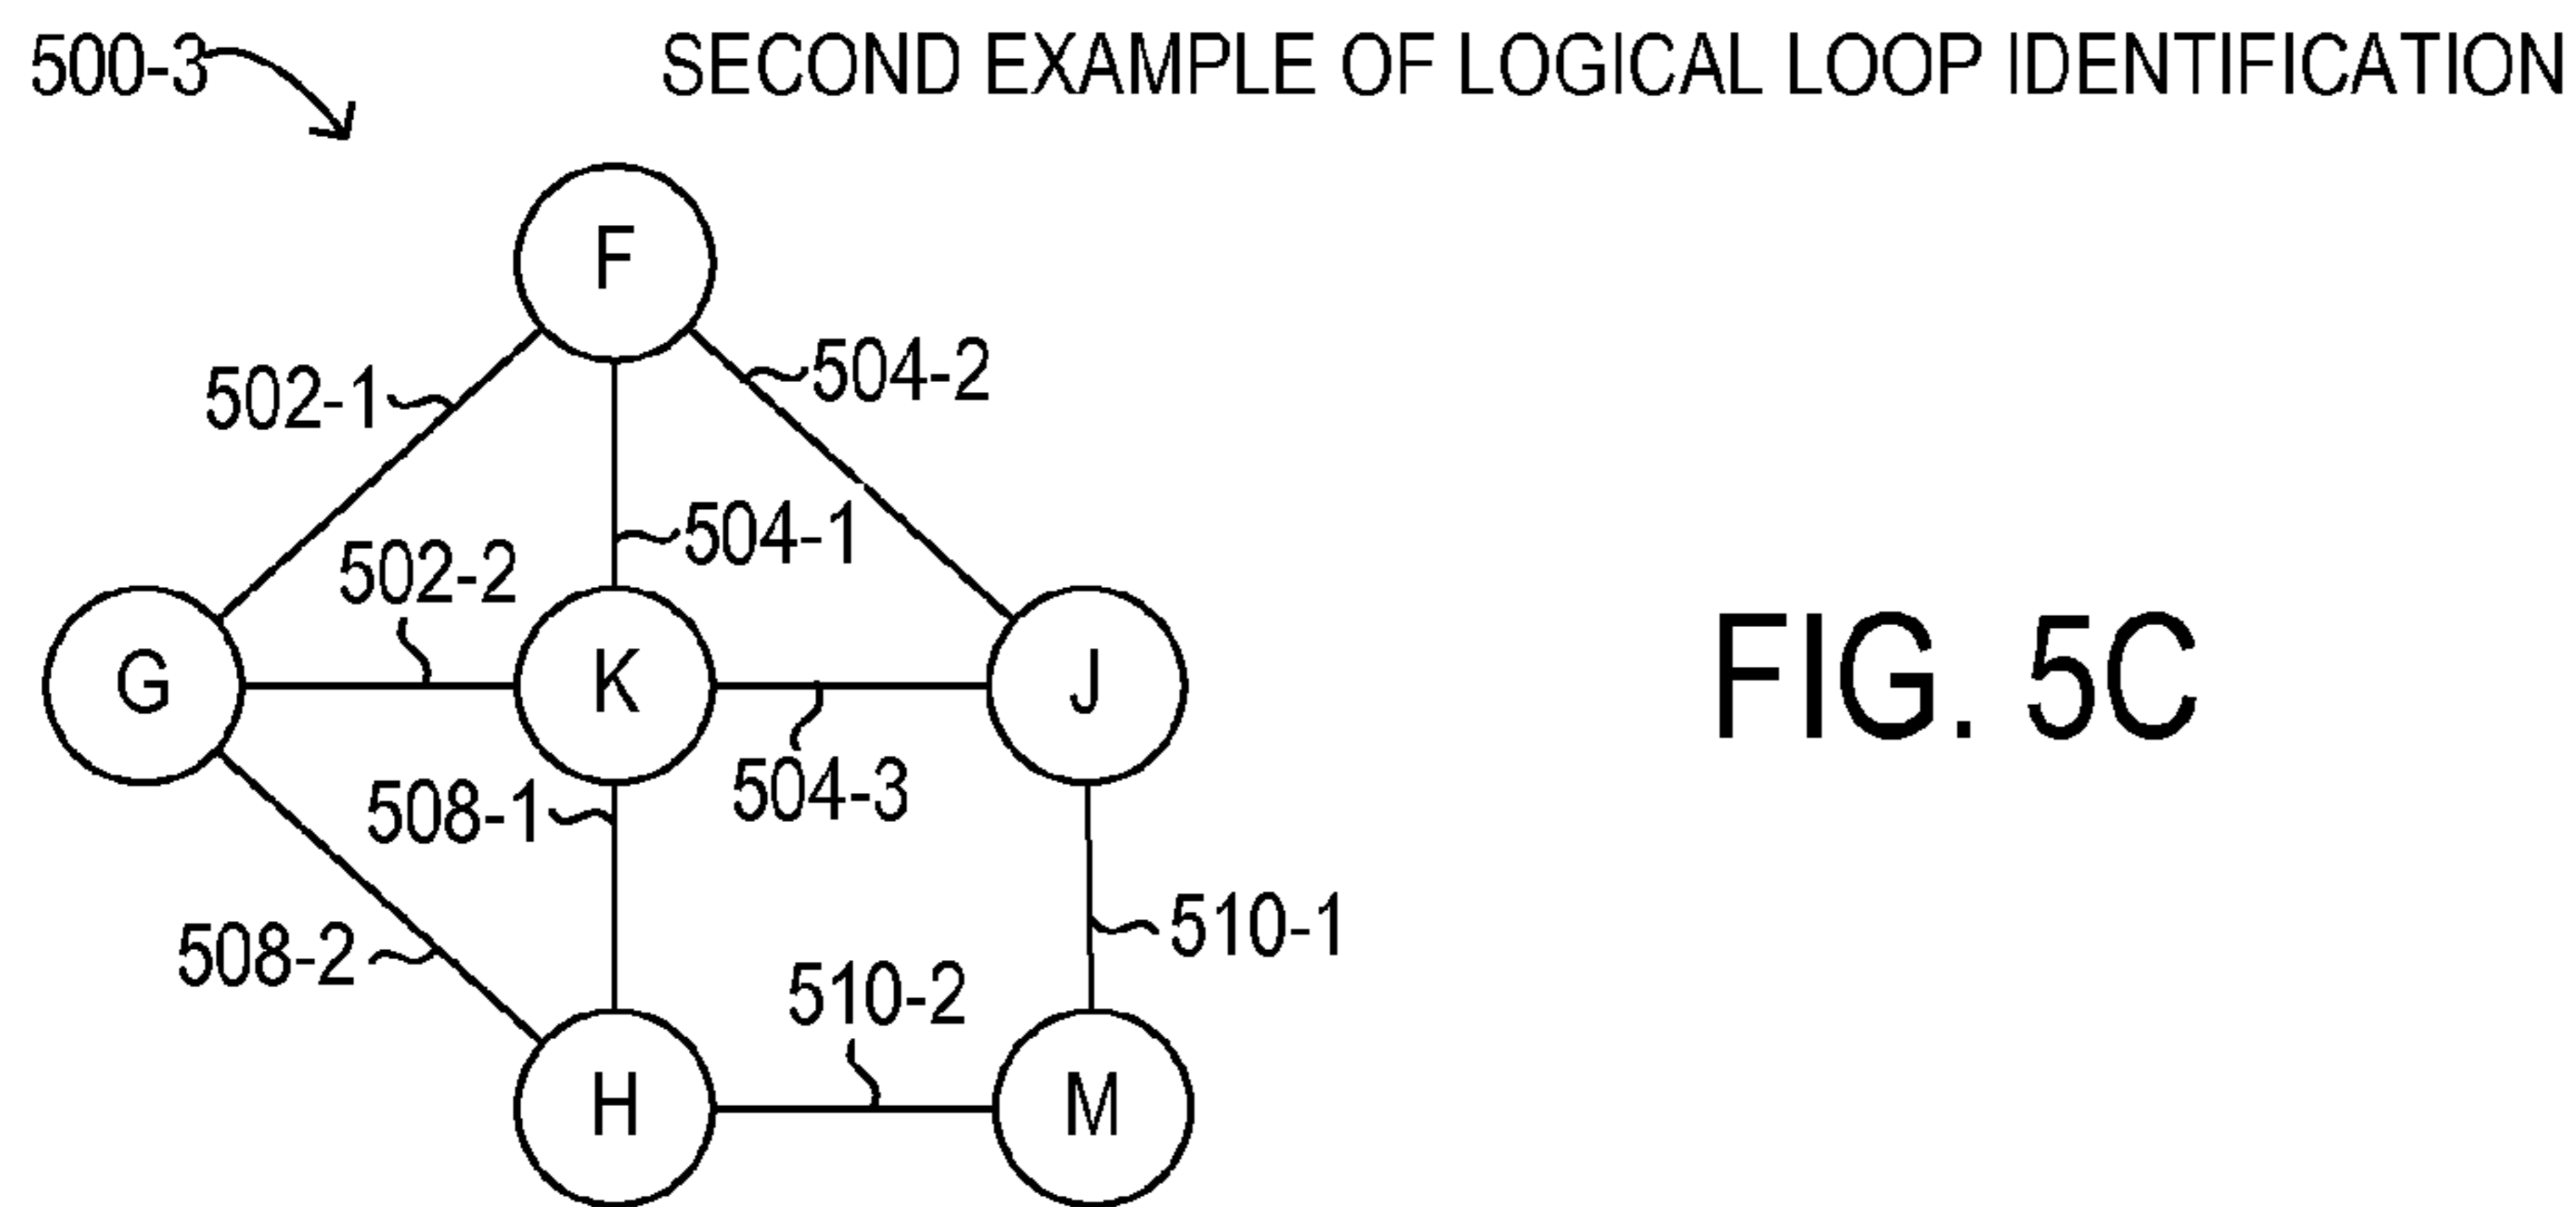 500-3
SECOND EXAMPLE OF LOGICAL LOOP IDENTIFICATION
F
502-1
504-2
504-1
502-2
G
K
J
FIG. 5C
508-1
504-3
508-2
510-1
510-2
H
M